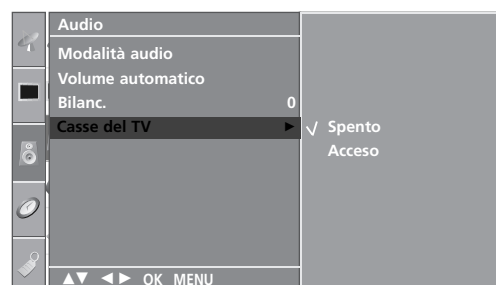 Audio
Modalità audio
Volume automatico
Bilanc. 0
Casse del TV ► √ Spento
Acceso
▲▼ ◄► OK MENU